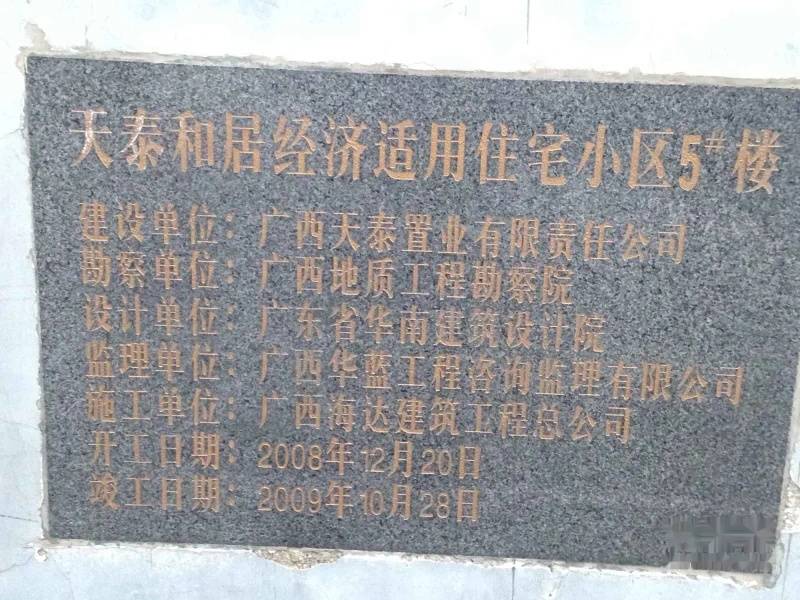 天泰和居经济适用住宅小区5#楼
建设单位：广西天泰置业有限责任公司
勘察单位：广西地质工程勘察院
设计单位：广东省华南建筑设计院
监理单位：广西华蓝工程咨询监理有限公司
施工单位：广西海达建筑工程总公司
开工日期：2008年12月20日
竣工日期：2009年10月28日